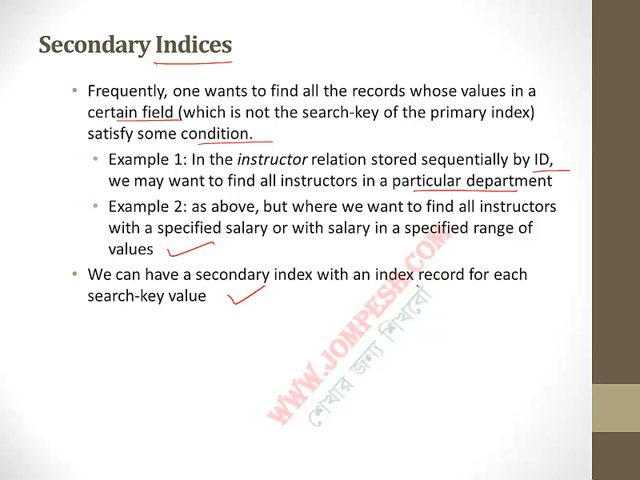 Secondary Indices
• Frequently, one wants to find all the records whose values in a
certain field (which is not the search-key of the primary index)
satisfy some condition.
• Example 1: In the instructor relation stored sequentially by ID,
we may want to find all instructors in a particular department
• Example 2: as above, but where we want to find all instructors
with a specified salary or with salary in a specified range of
values
• We can have a secondary index with an index record for each
search-key value
WWW.JOMPESH.COM
শেখার জন্য শিখবো